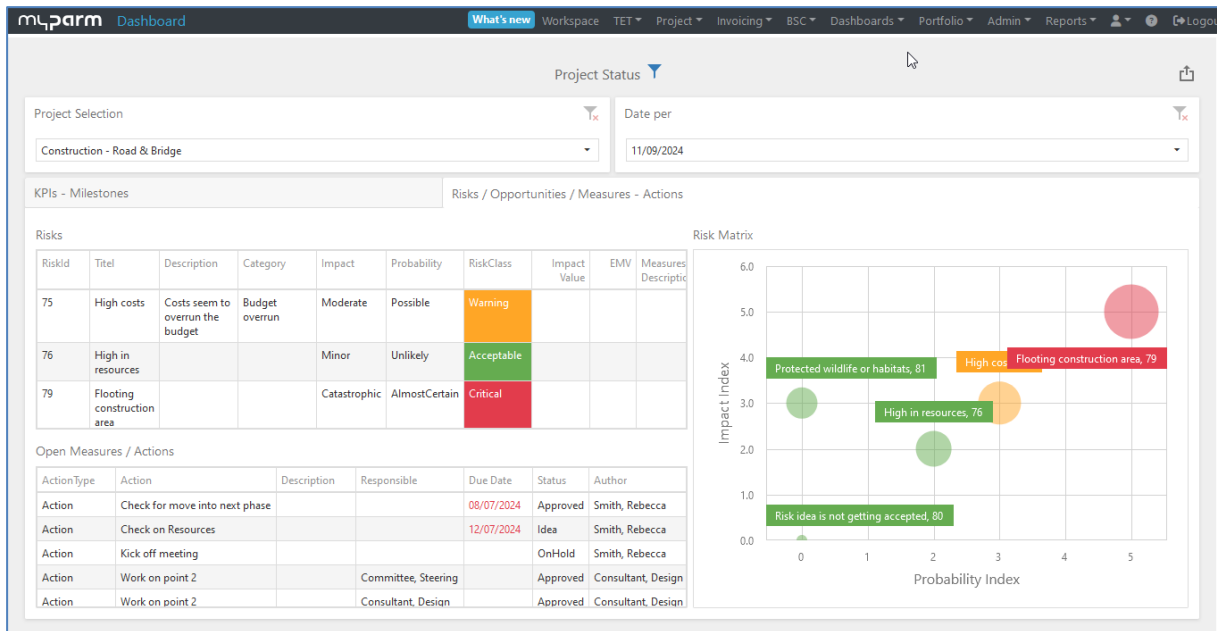 myparm Dashboard What's new Workspace TET Project Invoicing BSC Dashboards Portfolio Admin Reports Logou
Project Status
Project Selection
Construction - Road & Bridge
Date per
11/09/2024
KPIs - Milestones
Risks / Opportunities / Measures - Actions
Risks
RiskId Titel Description Category Impact Probability RiskClass Impact Value EMV Measures Descriptio
75 High costs Costs seem to overrun the budget Budget overrun Moderate Possible Warning
76 High in resources Minor Unlikely Acceptable
79 Flooting construction area Catastrophic AlmostCertain Critical
Open Measures / Actions
ActionType Action Description Responsible Due Date Status Author
Action Check for move into next phase 08/07/2024 Approved Smith, Rebecca
Action Check on Resources 12/07/2024 Idea Smith, Rebecca
Action Kick off meeting OnHold Smith, Rebecca
Action Work on point 2 Committee, Steering Approved Consultant, Design
Action Work on point 2 Consultant, Design Approved Consultant, Design
Risk Matrix
6.0
5.0
4.0
3.0
2.0
1.0
0.0
Impact Index
Protected wildlife or habitats, 81
High cos
Flooting construction area, 79
High in resources, 76
Risk idea is not getting accepted, 80
0 1 2 3 4 5
Probability Index